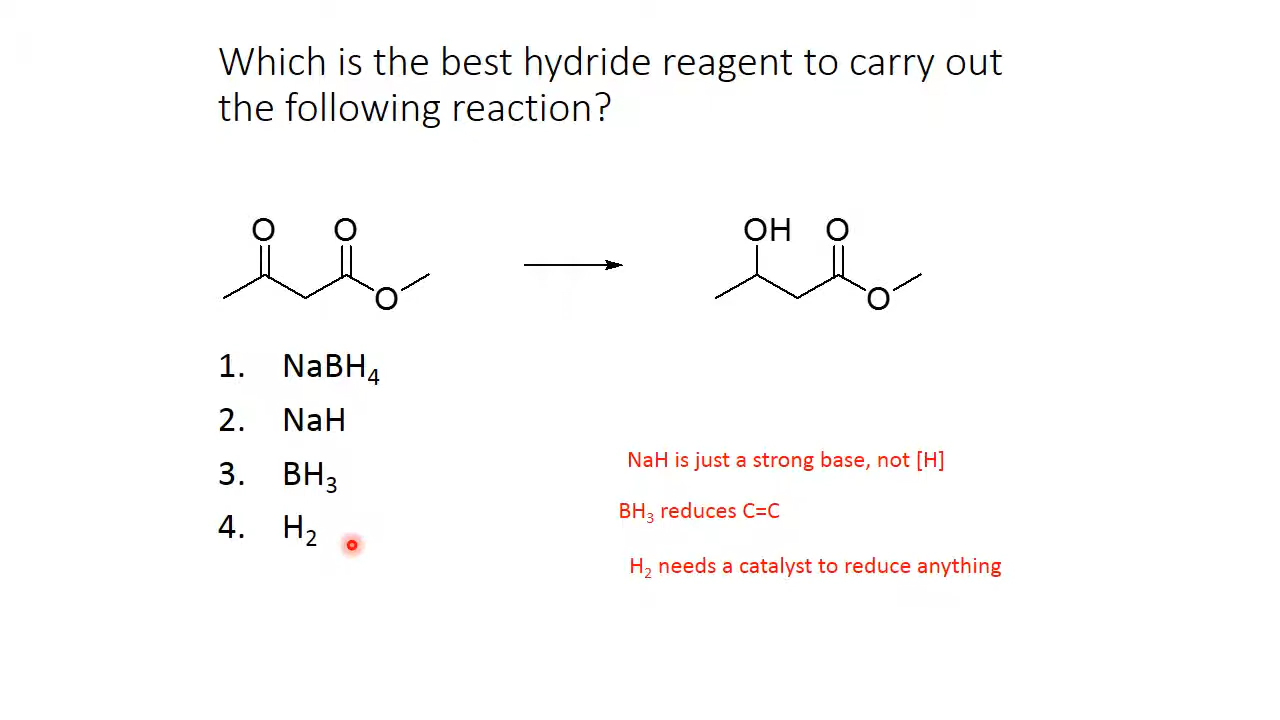 Which is the best hydride reagent to carry out
the following reaction?
O O OH O
O O
1. NaBH4
2. NaH
3. BH3
4. H2
NaH is just a strong base, not [H]
BH3 reduces C=C
H2 needs a catalyst to reduce anything